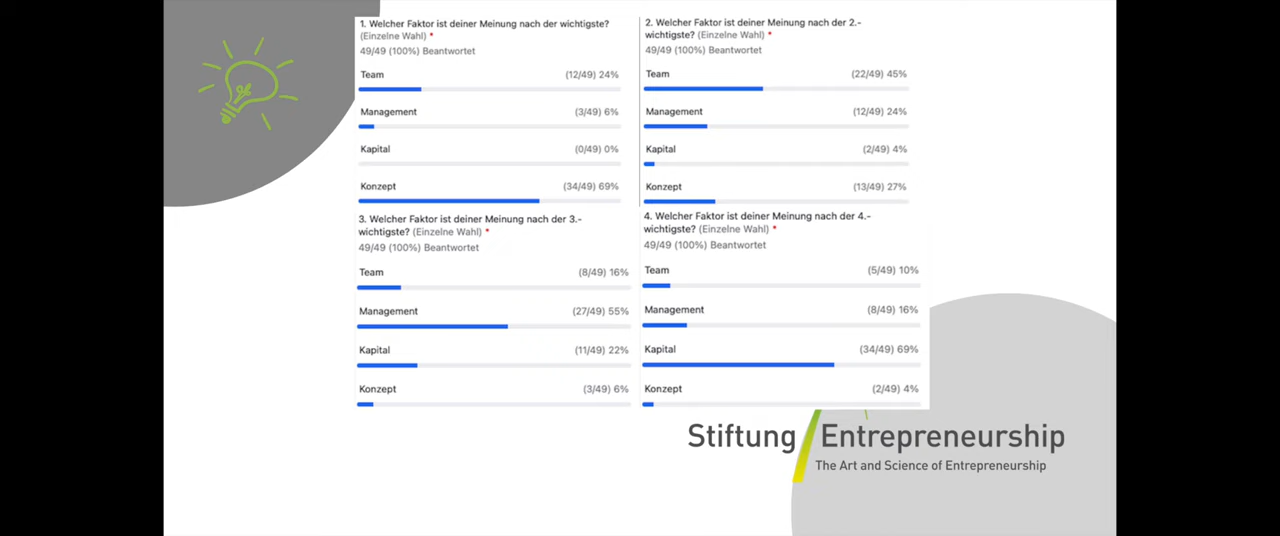 1. Welcher Faktor ist deiner Meinung nach der wichtigste?
(Einzelne Wahl) *
49/49 (100%) Beantwortet
Team (12/49) 24%
Management (3/49) 6%
Kapital (0/49) 0%
Konzept (34/49) 69%
2. Welcher Faktor ist deiner Meinung nach der 2.-
wichtigste? (Einzelne Wahl) *
49/49 (100%) Beantwortet
Team (22/49) 45%
Management (12/49) 24%
Kapital (2/49) 4%
Konzept (13/49) 27%
3. Welcher Faktor ist deiner Meinung nach der 3.-
wichtigste? (Einzelne Wahl) *
49/49 (100%) Beantwortet
Team (8/49) 16%
Management (27/49) 55%
Kapital (11/49) 22%
Konzept (3/49) 6%
4. Welcher Faktor ist deiner Meinung nach der 4.-
wichtigste? (Einzelne Wahl) *
49/49 (100%) Beantwortet
Team (5/49) 10%
Management (8/49) 16%
Kapital (34/49) 69%
Konzept (2/49) 4%
Stiftung Entrepreneurship
The Art and Science of Entrepreneurship